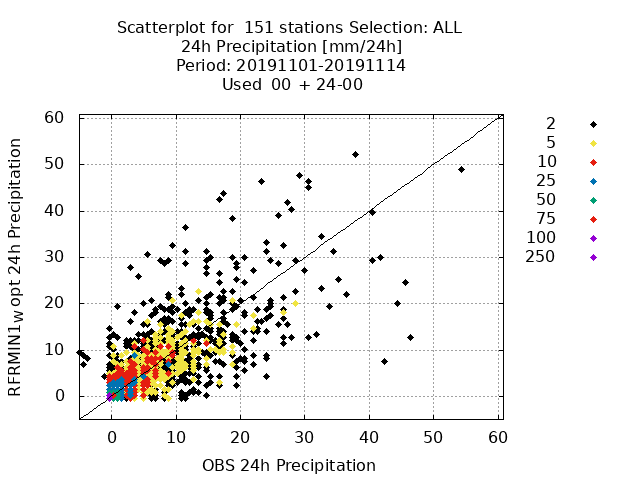 Scatterplot for  151 stations Selection: ALL
24h Precipitation [mm/24h]
Period: 20191101-20191114
Used  00 + 24-00
RFRMIN1W opt 24h Precipitation
60
50
40
30
20
10
0
0 10 20 30 40 50 60
OBS 24h Precipitation
2
5
10
25
50
75
100
250